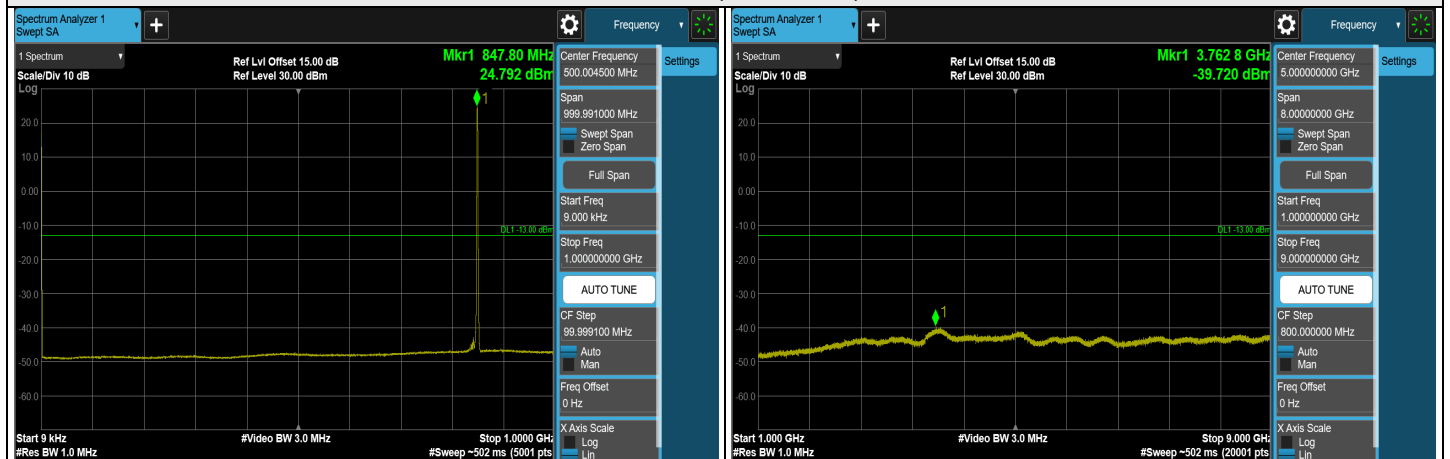 Spectrum Analyzer 1
Swept SA
+
Frequency
1 Spectrum
Scale/Div 10 dB
Log
Ref Lvl Offset 15.00 dB
Ref Level 30.00 dBm
Mkr1 847.80 MHz
24.792 dBm
1
20.0
10.0
0.00
-10.0
-20.0
-30.0
-40.0
-50.0
-60.0
DL1 -13.00 dBm
Start 9 kHz
#Res BW 1.0 MHz
#Video BW 3.0 MHz
Stop 1.0000 GHz
#Sweep ~502 ms (5001 pts)
Center Frequency
500.004500 MHz
Settings
Span
999.991000 MHz
Swept Span
Zero Span
Full Span
Start Freq
9.000 kHz
Stop Freq
1.000000000 GHz
AUTO TUNE
CF Step
99.999100 MHz
Auto
Man
Freq Offset
0 Hz
X Axis Scale
Log
Lin
Spectrum Analyzer 1
Swept SA
+
Frequency
1 Spectrum
Scale/Div 10 dB
Log
Ref Lvl Offset 15.00 dB
Ref Level 30.00 dBm
Mkr1 3.762 8 GHz
-39.720 dBm
1
20.0
10.0
0.00
-10.0
-20.0
-30.0
-40.0
-50.0
-60.0
DL1 -13.00 dBm
Start 1.000 GHz
#Res BW 1.0 MHz
#Video BW 3.0 MHz
Stop 9.000 GHz
#Sweep ~502 ms (20001 pts)
Center Frequency
5.000000000 GHz
Settings
Span
8.00000000 GHz
Swept Span
Zero Span
Full Span
Start Freq
1.000000000 GHz
Stop Freq
9.000000000 GHz
AUTO TUNE
CF Step
800.000000 MHz
Auto
Man
Freq Offset
0 Hz
X Axis Scale
Log
Lin